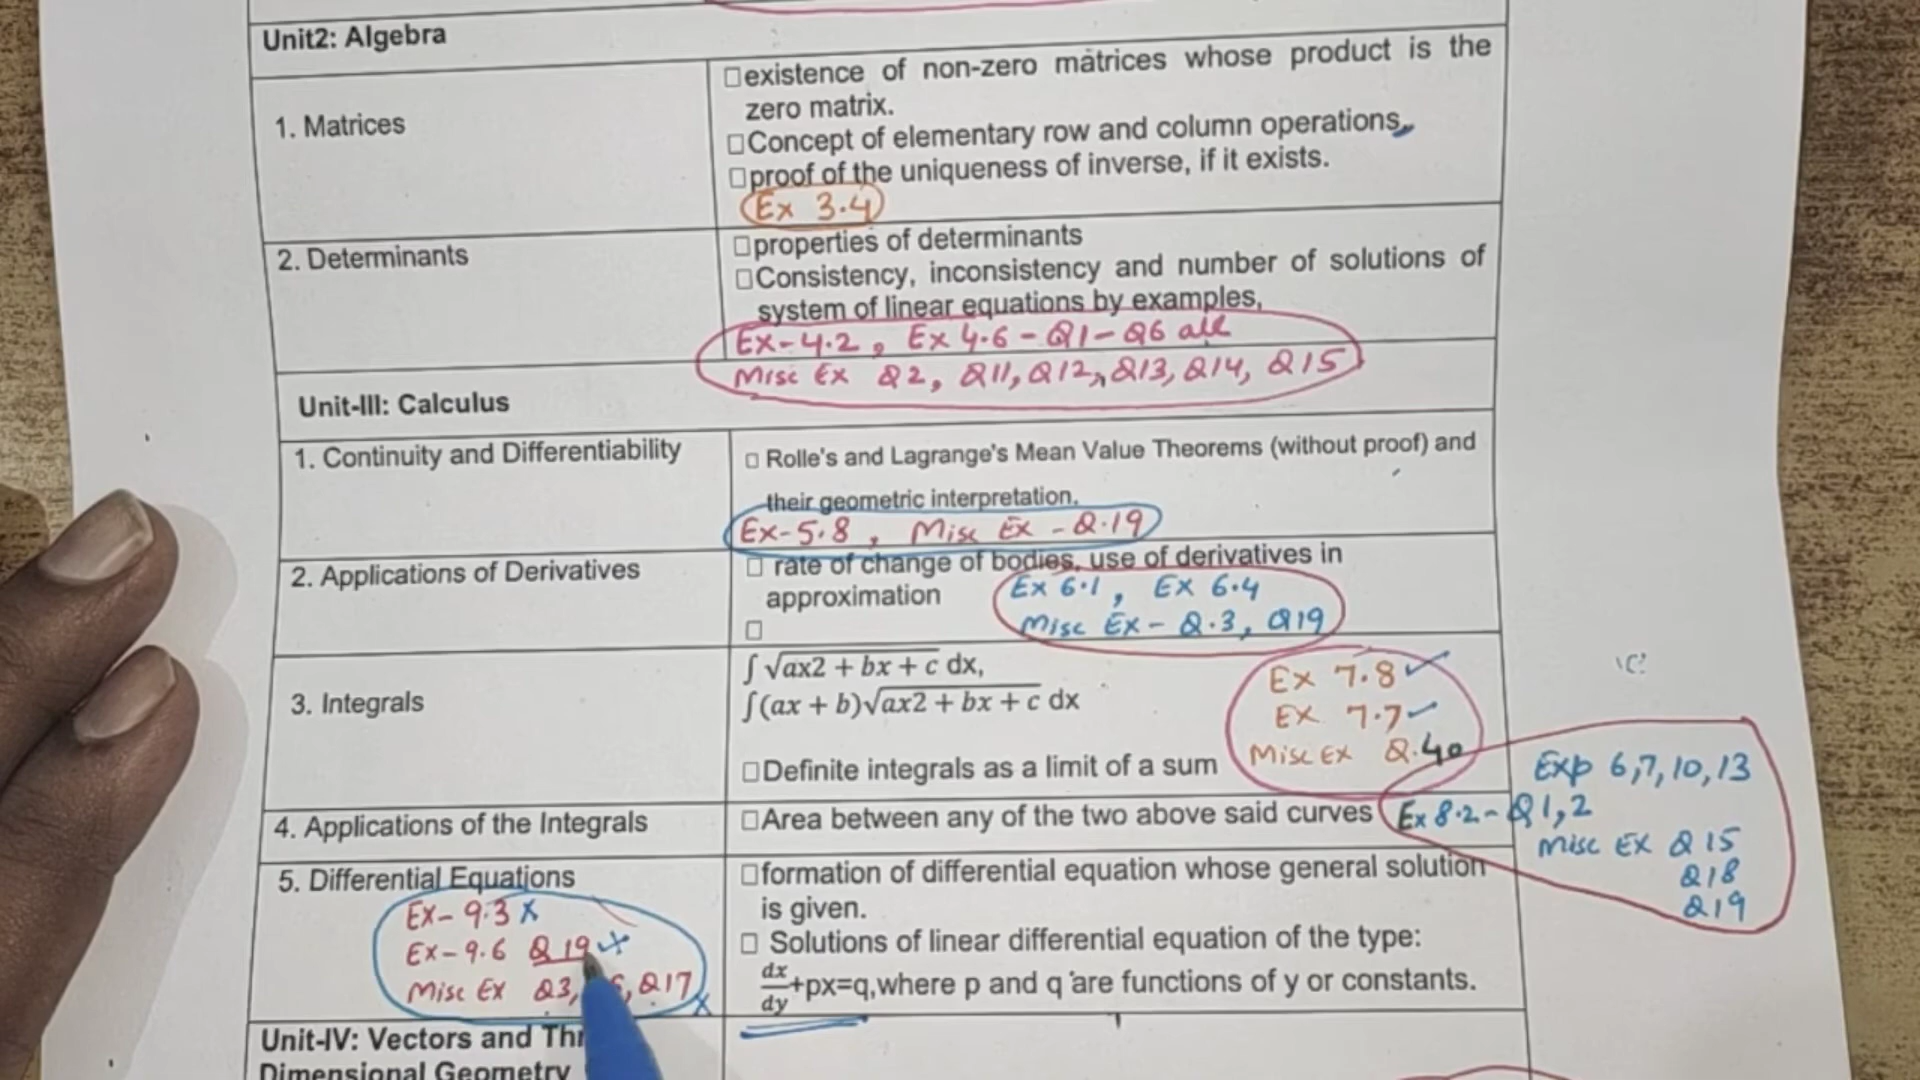 Unit2: Algebra
1. Matrices
□existence of non-zero matrices whose product is the
zero matrix.
□Concept of elementary row and column operations,
□proof of the uniqueness of inverse, if it exists.
Ex 3.4
2. Determinants
□properties of determinants
□Consistency, inconsistency and number of solutions of
system of linear equations by examples,
Ex-4.2, Ex 4.6-Q1-Q6 all
Misc Ex Q2, Q11, Q12, Q13, Q14, Q15
Unit-III: Calculus
1. Continuity and Differentiability
□ Rolle's and Lagrange's Mean Value Theorems (without proof) and
their geometric interpretation.
Ex-5.8, Misc Ex-Q.19
2. Applications of Derivatives
□ rate of change of bodies, use of derivatives in
approximation
□
Ex 6.1, Ex 6.4
Misc Ex-Q.3, Q19
3. Integrals
∫√ax2 + bx + c dx,
∫(ax + b)√ax2 + bx + c dx
□Definite integrals as a limit of a sum
Ex 7.8 ✓
Ex 7.7 ✓
Misc Ex Q.40
4. Applications of the Integrals
□Area between any of the two above said curves
Ex 8.2-Q1,2
Exp 6,7,10,13
Misc Ex Q15
Q18
Q19
5. Differential Equations
Ex-9.3 x
Ex-9.6 Q19 x
Misc Ex Q3, Q17 x
□formation of differential equation whose general solution
is given.
□ Solutions of linear differential equation of the type:
dx/dy+px=q,where p and q are functions of y or constants.
Unit-IV: Vectors and
Dimensional Geometry